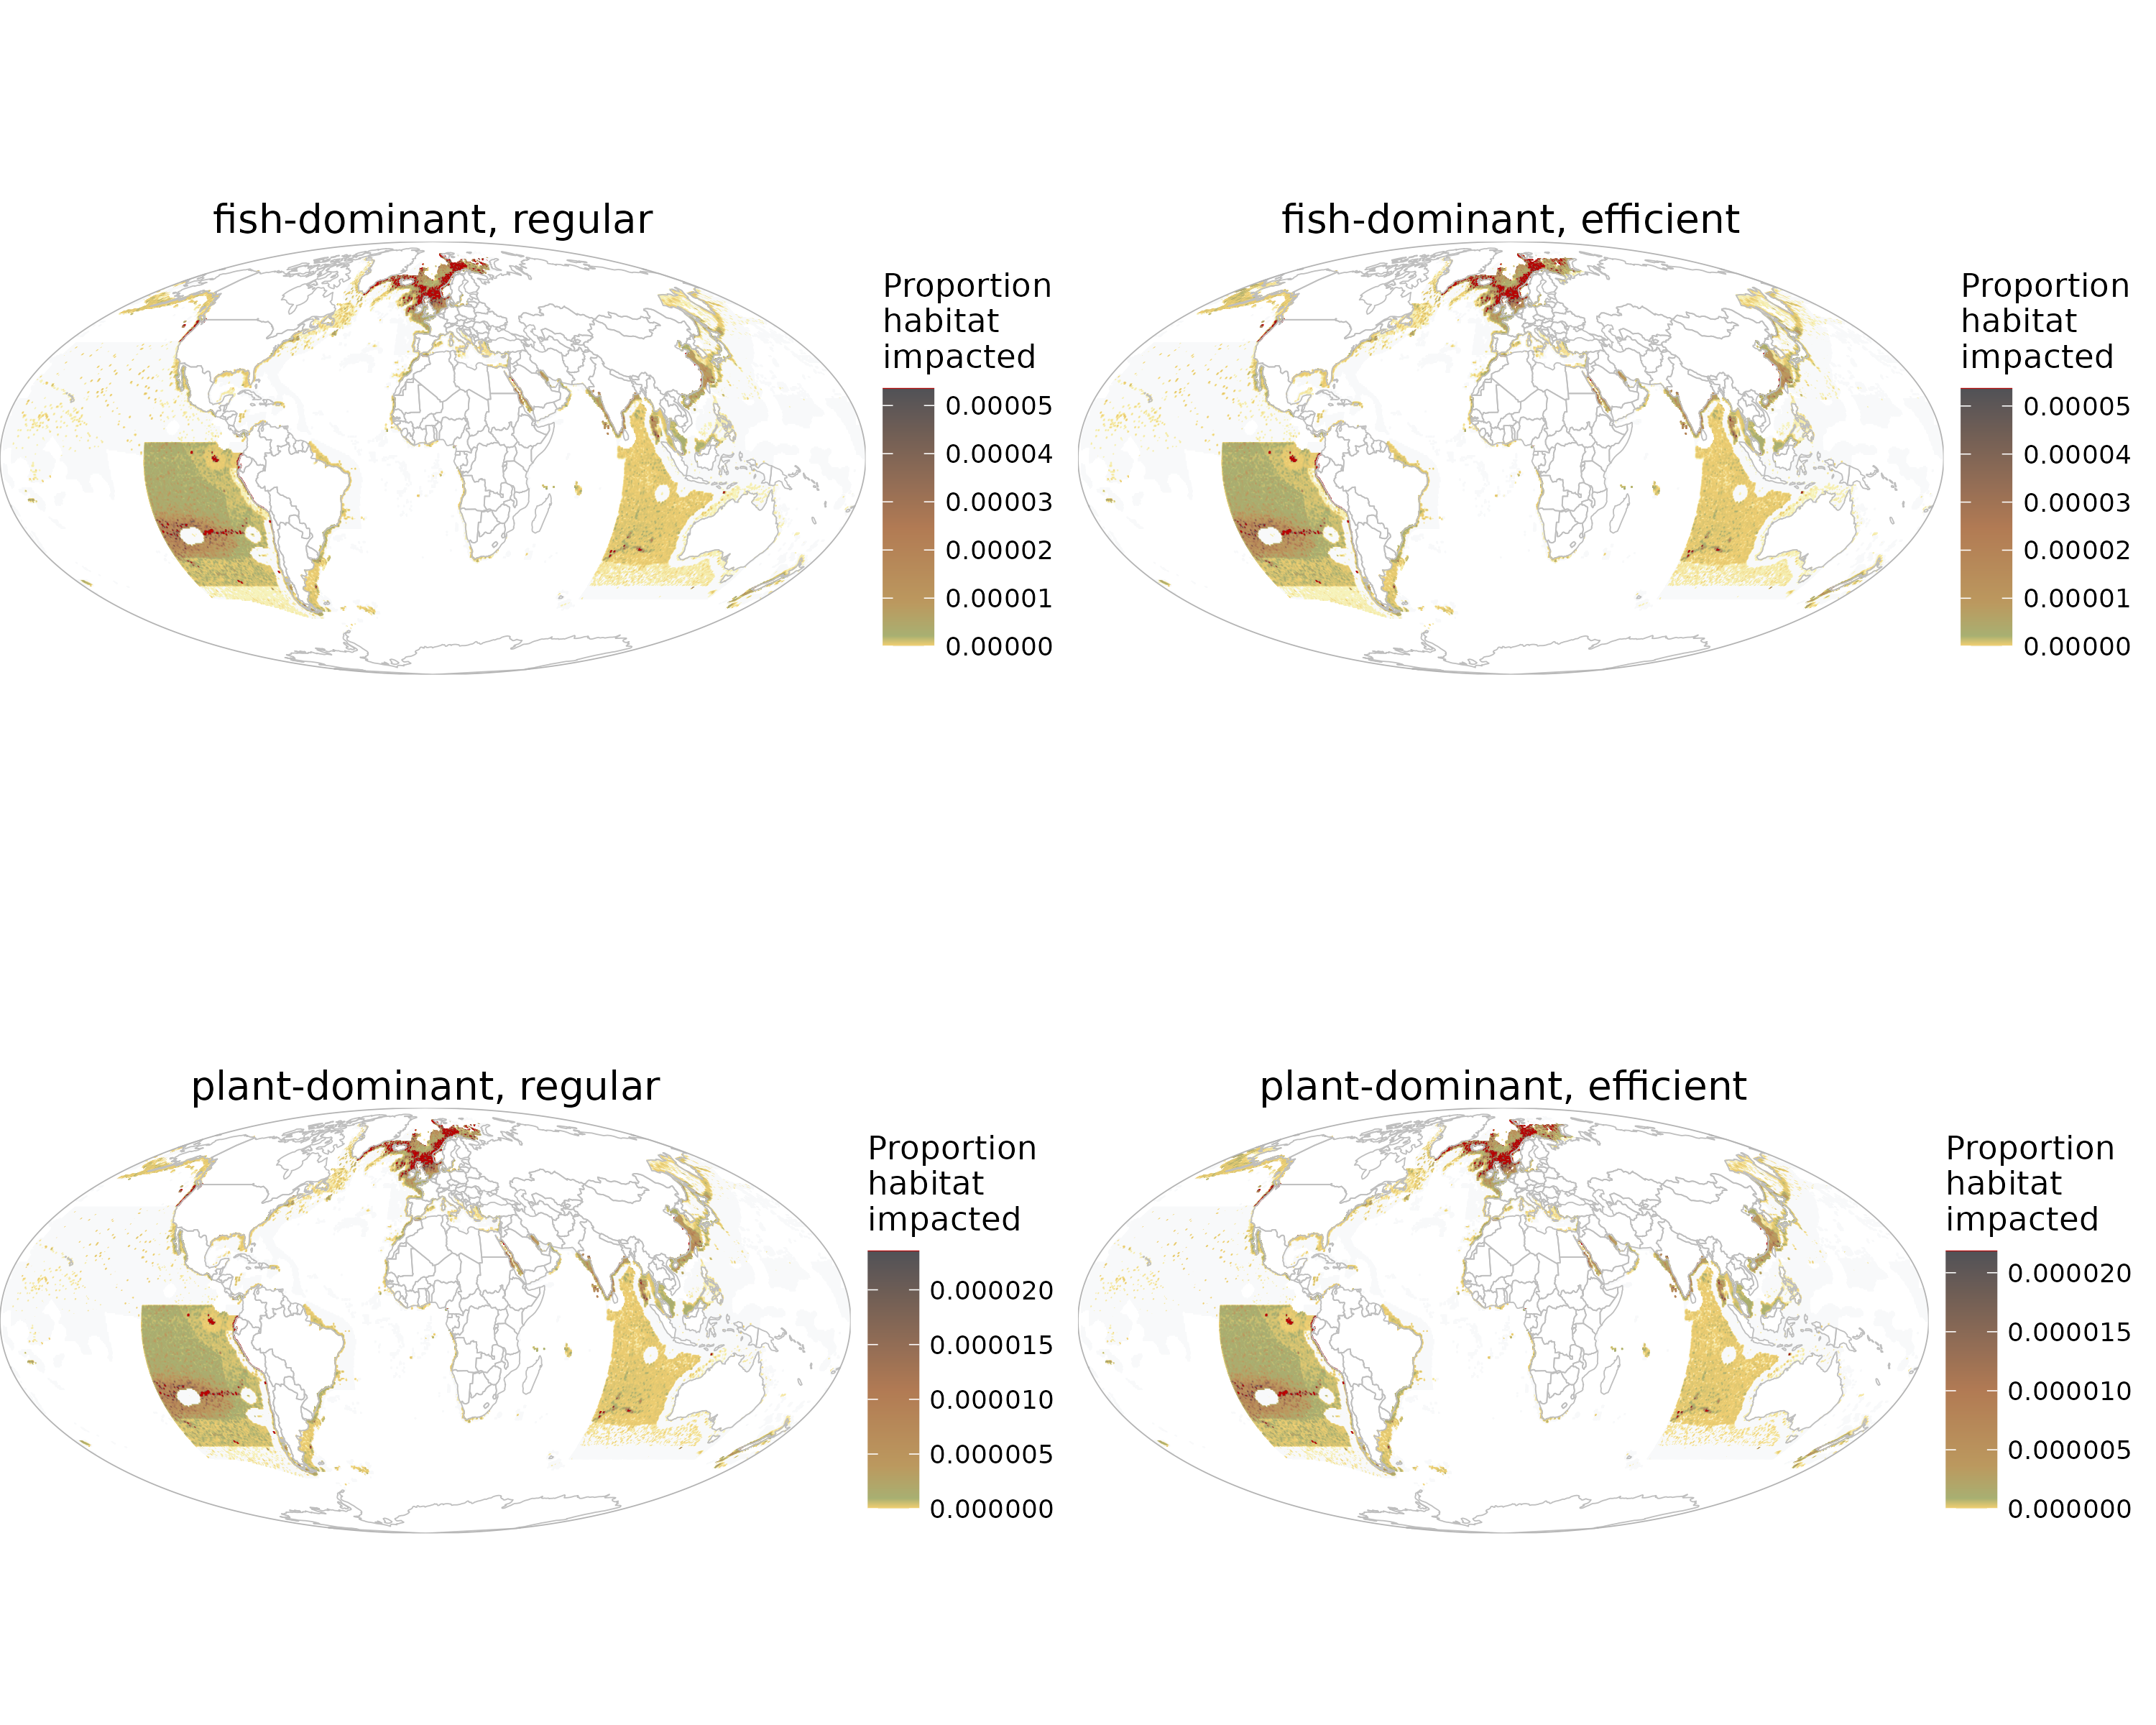 fish-dominant, regular
Proportion
habitat
impacted
0.00005
0.00004
0.00003
0.00002
0.00001
0.00000
fish-dominant, efficient
Proportion
habitat
impacted
0.00005
0.00004
0.00003
0.00002
0.00001
0.00000
plant-dominant, regular
Proportion
habitat
impacted
0.000020
0.000015
0.000010
0.000005
0.000000
plant-dominant, efficient
Proportion
habitat
impacted
0.000020
0.000015
0.000010
0.000005
0.000000